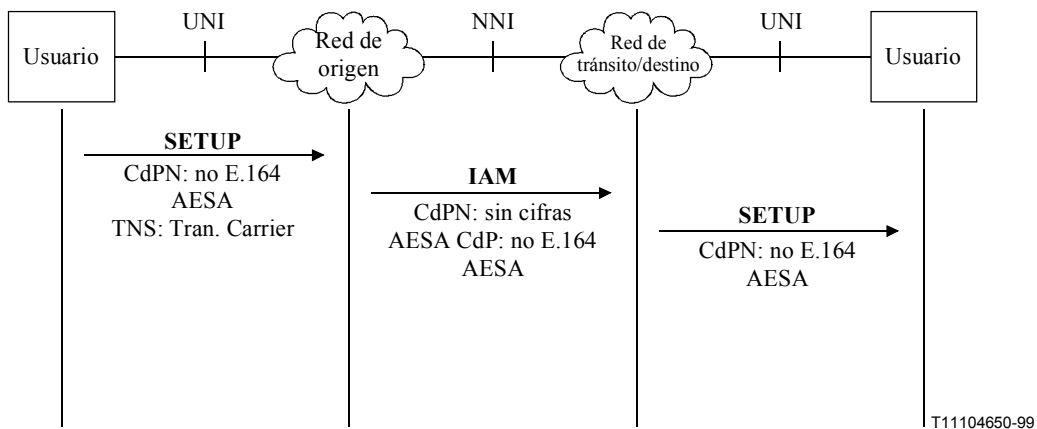 UNI
NNI
UNI
Usuario
Red de
origen
Red de
tránsito/destino
Usuario
SETUP
CdPN: no E.164
AESA
TNS: Tran. Carrier
IAM
CdPN: sin cifras
AESA CdP: no E.164
AESA
SETUP
CdPN: no E.164
AESA
T11104650-99